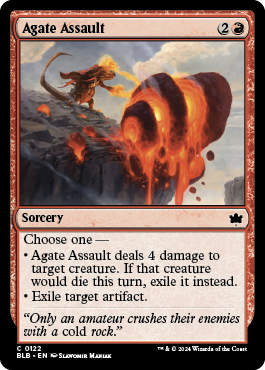 Agate Assault 2
Sorcery
Choose one —
• Agate Assault deals 4 damage to
target creature. If that creature
would die this turn, exile it instead.
• Exile target artifact.
“Only an amateur crushes their enemies
with a cold rock.”
C 0122
BLB • EN Slawomir Maniak
™ & © 2024 Wizards of the Coast